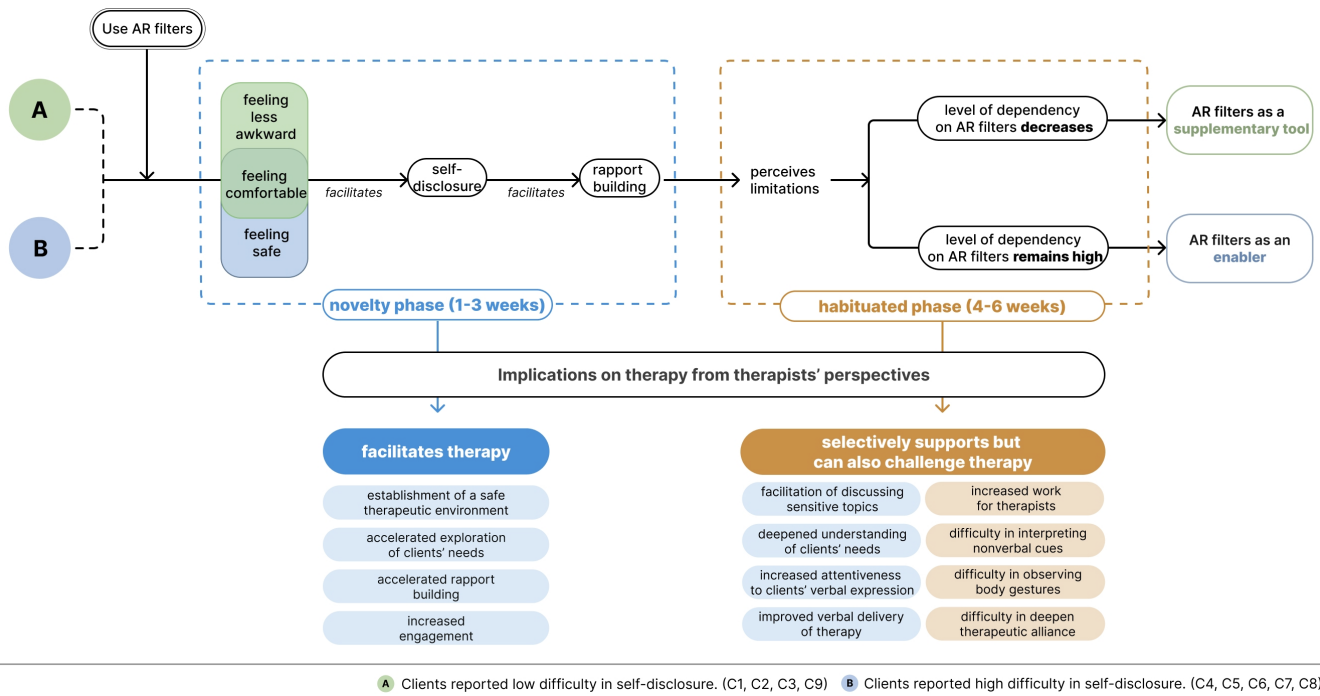 Use AR filters
A
B
feeling
less
awkward
feeling
comfortable
feeling
safe
facilitates
self-
disclosure
facilitates
rapport
building
perceives
limitations
level of dependency
on AR filters decreases
level of dependency
on AR filters remains high
AR filters as a
supplementary tool
AR filters as an
enabler
novelty phase (1-3 weeks)
habituated phase (4-6 weeks)
Implications on therapy from therapists’ perspectives
facilitates therapy
establishment of a safe
therapeutic environment
accelerated exploration
of clients’ needs
accelerated rapport
building
increased
engagement
selectively supports but
can also challenge therapy
facilitation of discussing
sensitive topics
deepened understanding
of clients’ needs
increased attentiveness
to clients’ verbal expression
improved verbal delivery
of therapy
increased work
for therapists
difficulty in interpreting
nonverbal cues
difficulty in observing
body gestures
difficulty in deepen
therapeutic alliance
A Clients reported low difficulty in self-disclosure. (C1, C2, C3, C9)
B Clients reported high difficulty in self-disclosure. (C4, C5, C6, C7, C8)